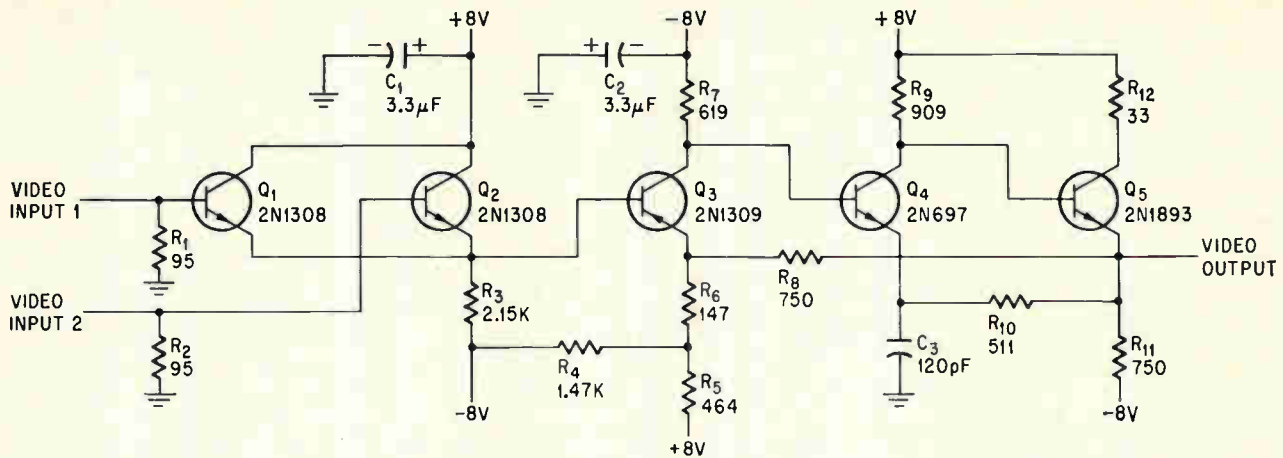 +8V
-8V
+8V
- +
C1
3.3µF
+ -
C2
3.3µF
R7
619
R9
909
R12
33
VIDEO
INPUT 1
Q1
2N1308
Q2
2N1308
Q3
2N1309
Q4
2N697
Q5
2N1893
R1
95
R8
750
VIDEO
OUTPUT
VIDEO
INPUT 2
R3
2.15K
R6
147
R2
95
R4
1.47K
R10
511
C3
120pF
R11
750
R5
464
-8V
+8V
-8V